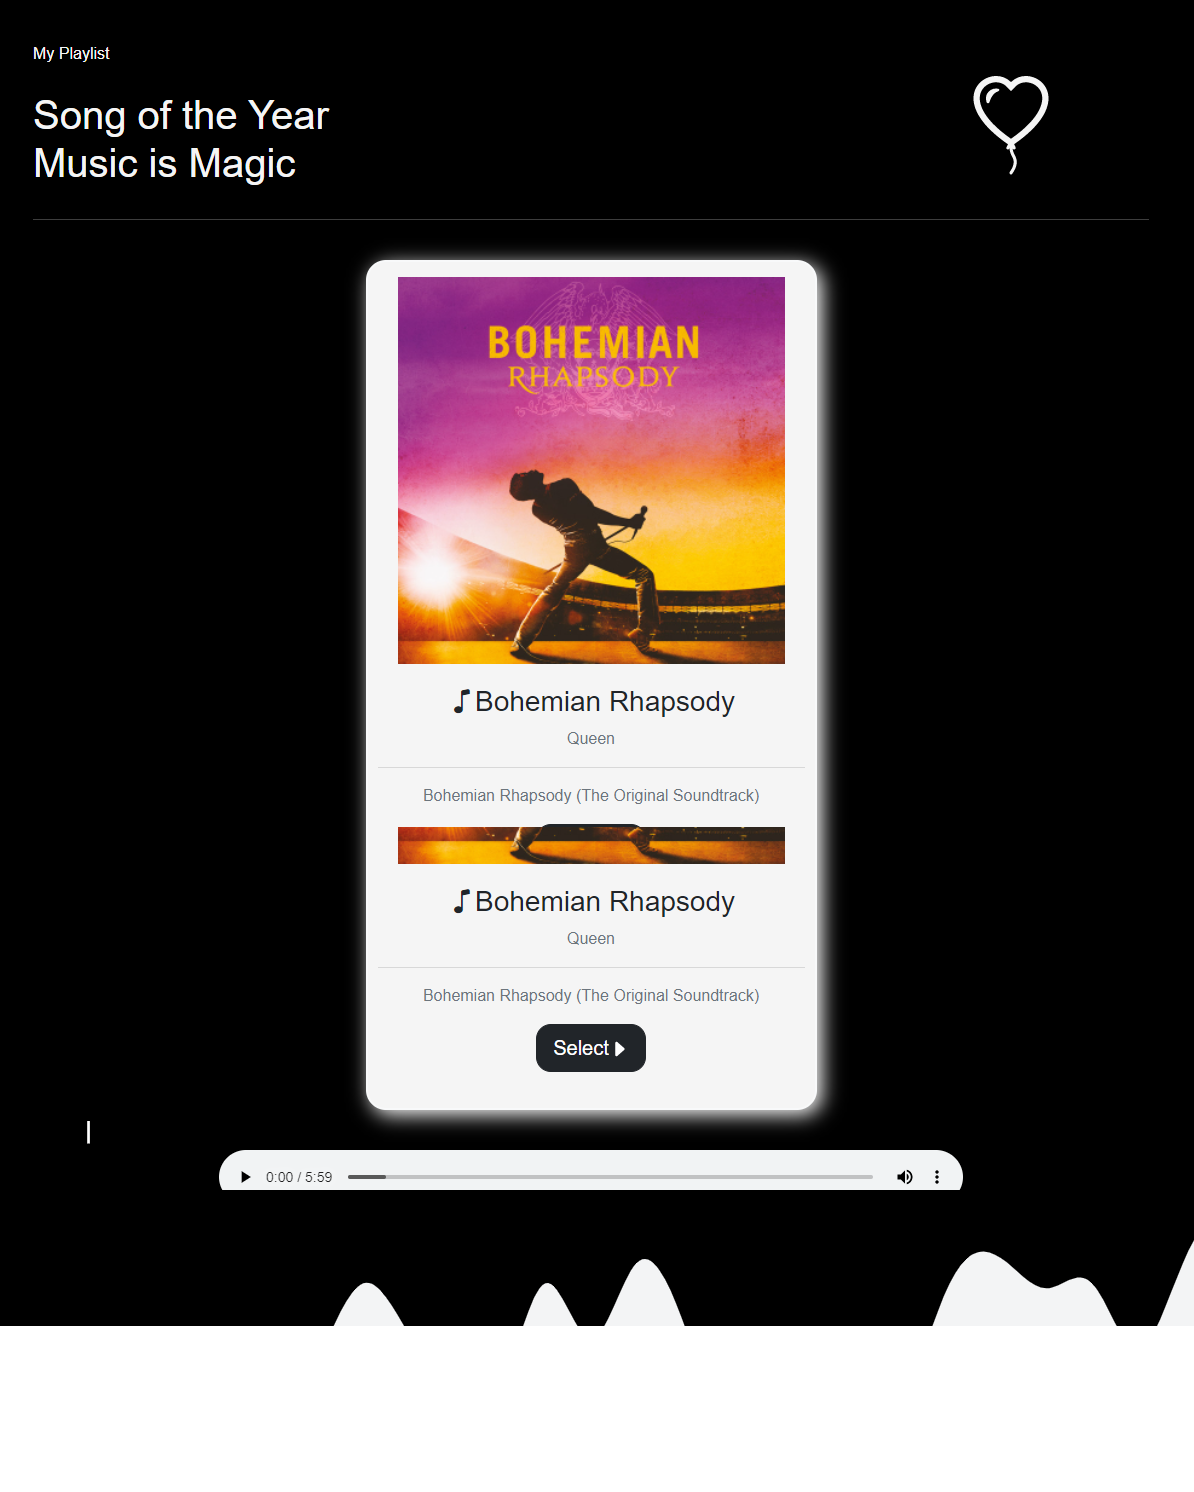 My Playlist
Song of the Year
Music is Magic
BOHEMIAN
RHAPSODY
Bohemian Rhapsody
Queen
Bohemian Rhapsody (The Original Soundtrack)
Bohemian Rhapsody
Queen
Bohemian Rhapsody (The Original Soundtrack)
Select
0:00 / 5:59